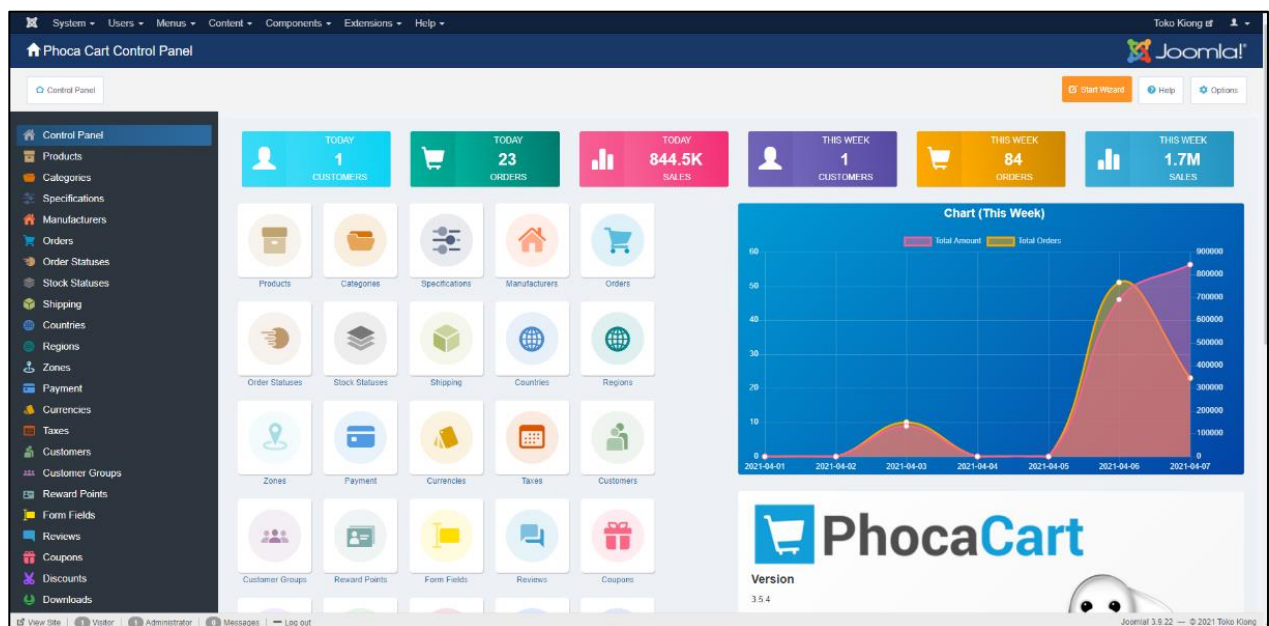 System Users Menus Content Components Extensions Help Toko Kiong
Phoca Cart Control Panel Joomla!®
Control Panel Start Wizard Help Options
Control Panel
Products
Categories
Specifications
Manufacturers
Orders
Order Statuses
Stock Statuses
Shipping
Countries
Regions
Zones
Payment
Currencies
Taxes
Customers
Customer Groups
Reward Points
Form Fields
Reviews
Coupons
Discounts
Downloads
TODAY
1
CUSTOMERS
TODAY
23
ORDERS
TODAY
844.5K
SALES
THIS WEEK
1
CUSTOMERS
THIS WEEK
84
ORDERS
THIS WEEK
1.7M
SALES
Products Categories Specifications Manufacturers Orders
Order Statuses Stock Statuses Shipping Countries Regions
Zones Payment Currencies Taxes Customers
Customer Groups Reward Points Form Fields Reviews Coupons
Chart (This Week)
Total Amount Total Orders
60 900000
50 800000
700000
40 600000
30 500000
400000
20 300000
10 200000
100000
0 0
2021-04-01 2021-04-02 2021-04-03 2021-04-04 2021-04-05 2021-04-06 2021-04-07
PhocaCart
Version
3.5.4
View Site 1 Visitor 1 Administrator 0 Messages Log out Joomla! 3.9.22 — © 2021 Toko Kiong